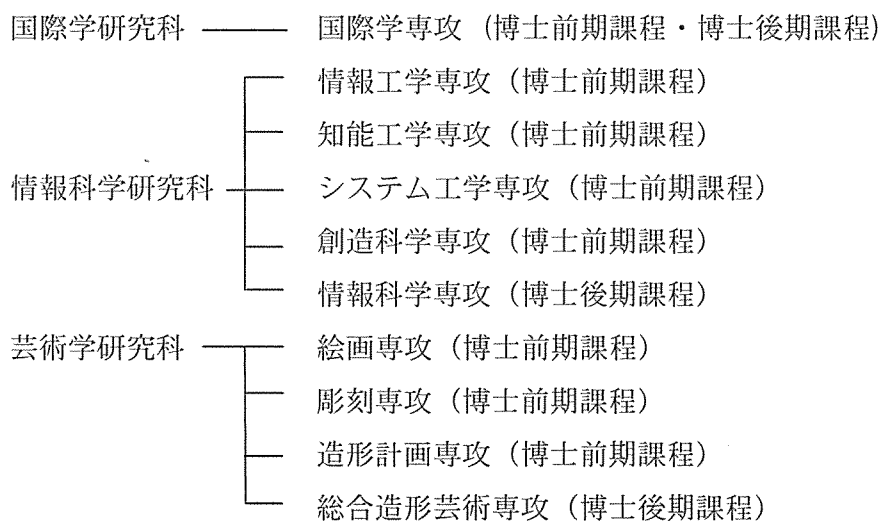 国際学研究科 国際学専攻 (博士前期課程・博士後期課程)
情報工学専攻 (博士前期課程)
知能工学専攻 (博士前期課程)
情報科学研究科 システム工学専攻 (博士前期課程)
創造科学専攻 (博士前期課程)
情報科学専攻 (博士後期課程)
芸術学研究科 絵画専攻 (博士前期課程)
彫刻専攻 (博士前期課程)
造形計画専攻 (博士前期課程)
総合造形芸術専攻 (博士後期課程)